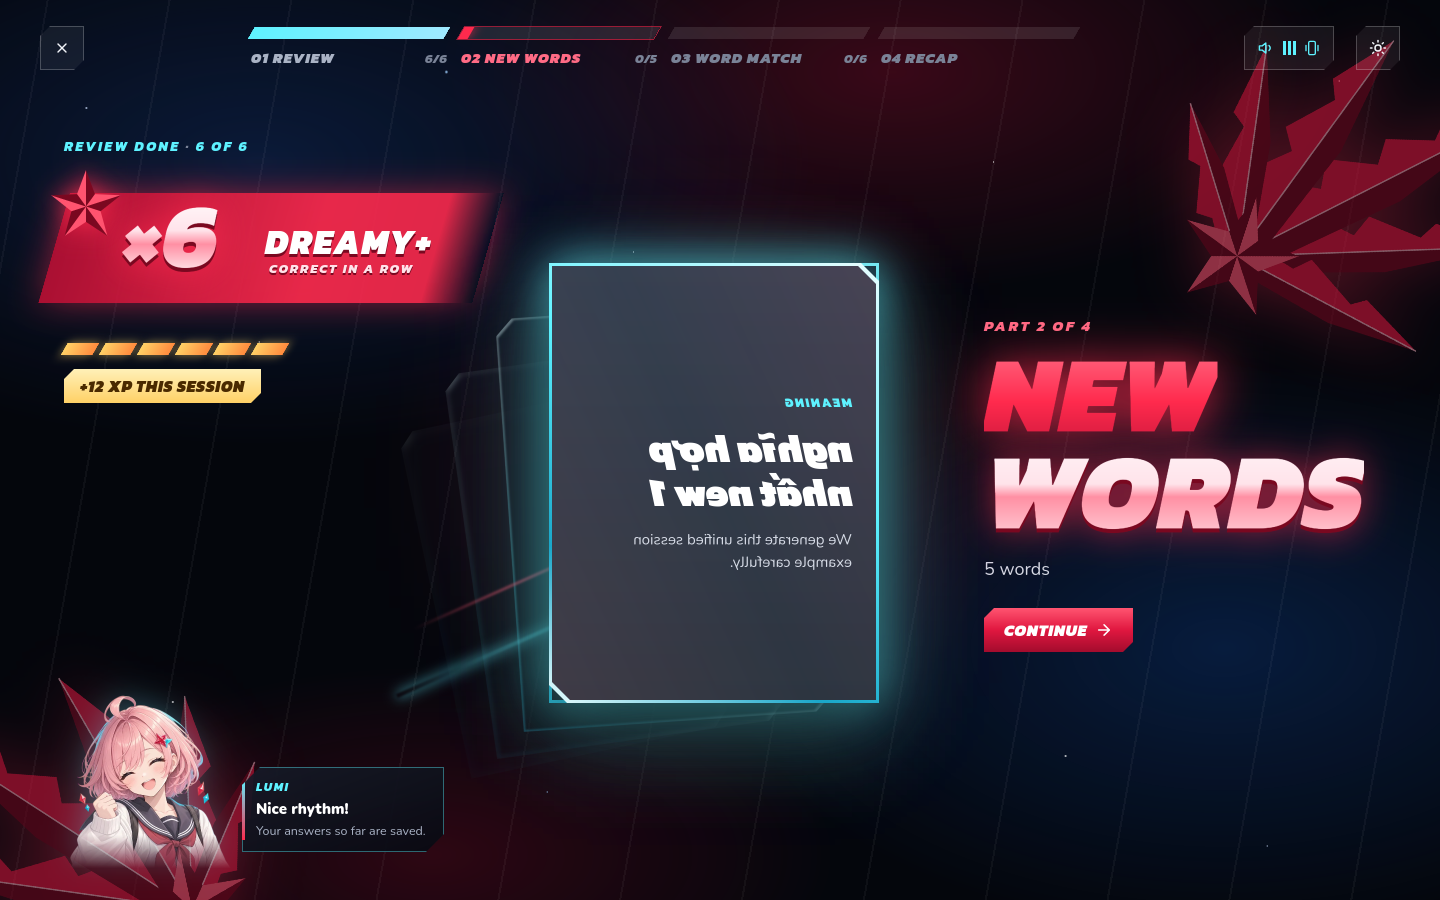 01 REVIEW 6/6
02 NEW WORDS 0/5
03 WORD MATCH 0/6
04 RECAP
REVIEW DONE · 6 OF 6
×6
DREAMY+
CORRECT IN A ROW
+12 XP THIS SESSION
MEANING
nghĩa hợp
nhất new 1
We generate this unified session
example carefully.
PART 2 OF 4
NEW
WORDS
5 words
CONTINUE →
LUMI
Nice rhythm!
Your answers so far are saved.